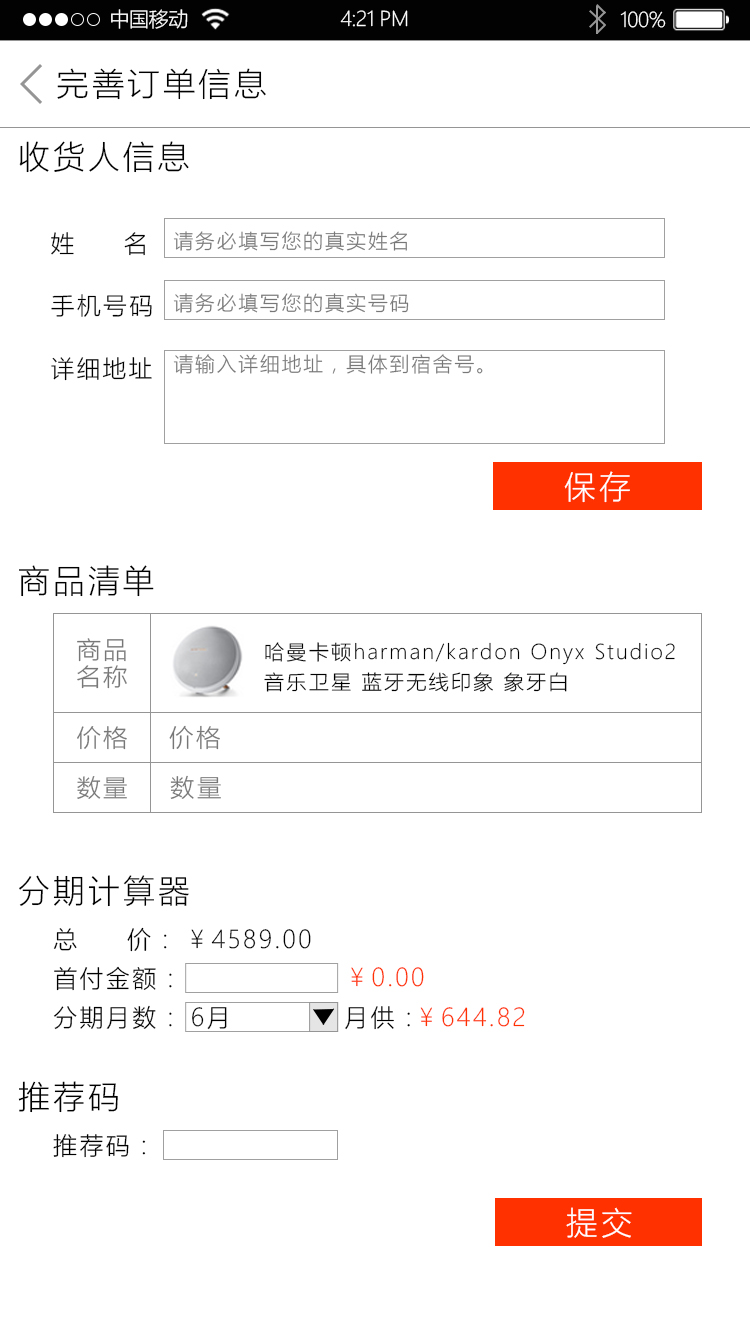 中国移动 4:21 PM 100%
完善订单信息
收货人信息
姓 名 请务必填写您的真实姓名
手机号码 请务必填写您的真实号码
详细地址 请输入详细地址，具体到宿舍号。
保存
商品清单
商品
名称
哈曼卡顿harman/kardon Onyx Studio2
音乐卫星 蓝牙无线印象 象牙白
价格 价格
数量 数量
分期计算器
总 价： ￥4589.00
首付金额： ￥0.00
分期月数： 6月 月供：￥644.82
推荐码
推荐码：
提交